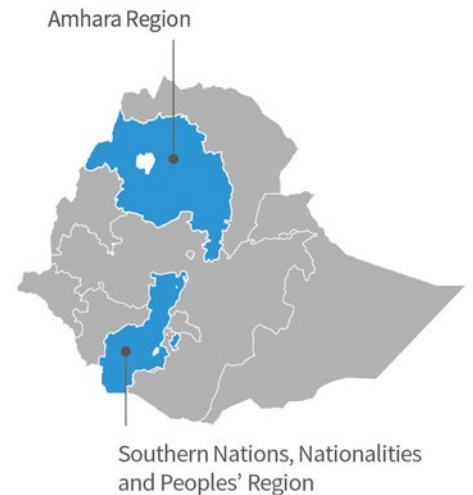 Amhara Region
Southern Nations, Nationalities
and Peoples’ Region